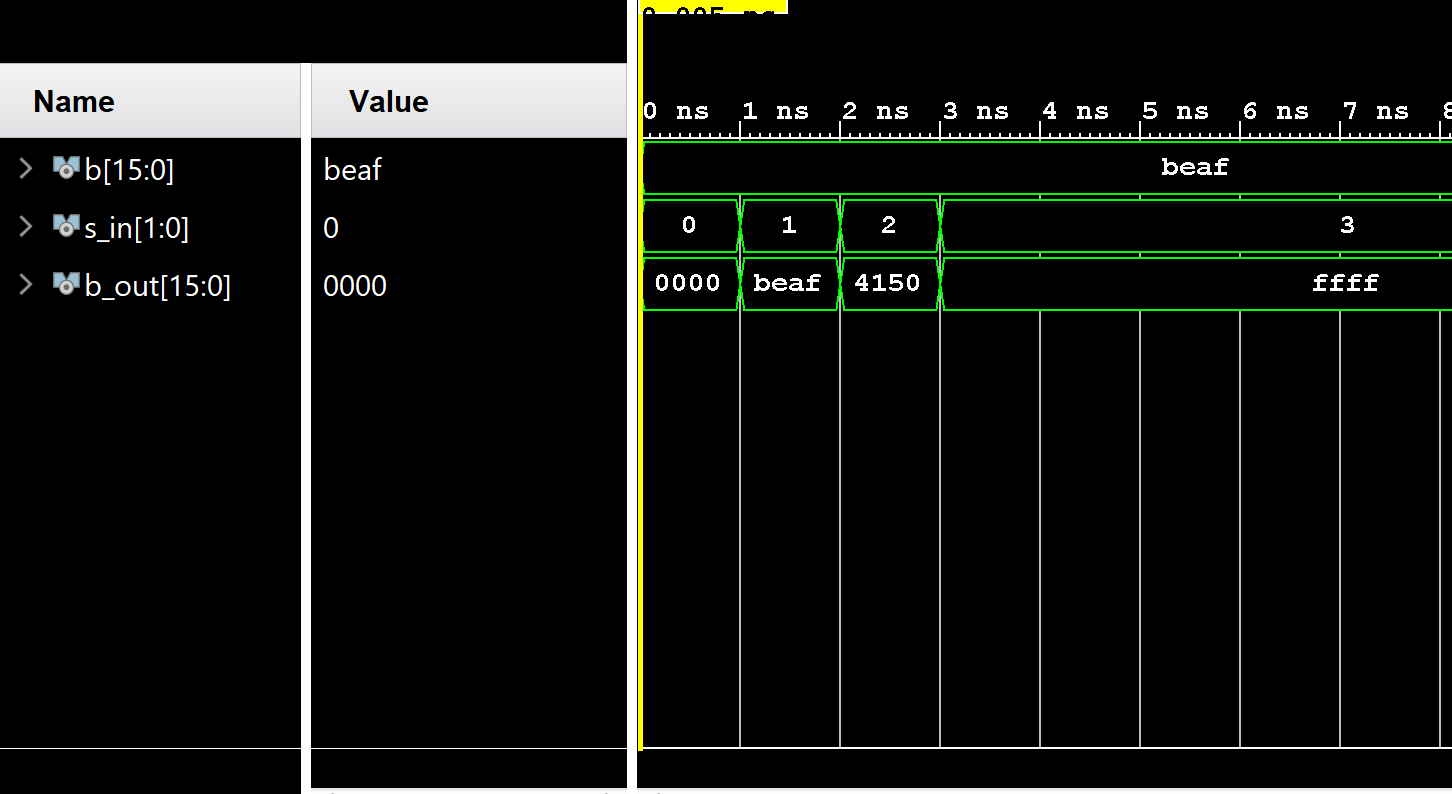 Name Value 0 ns 1 ns 2 ns 3 ns 4 ns 5 ns 6 ns 7 ns 8
b[15:0] beaf beaf
s_in[1:0] 0 0 1 2 3
b_out[15:0] 0000 0000 beaf 4150 ffff